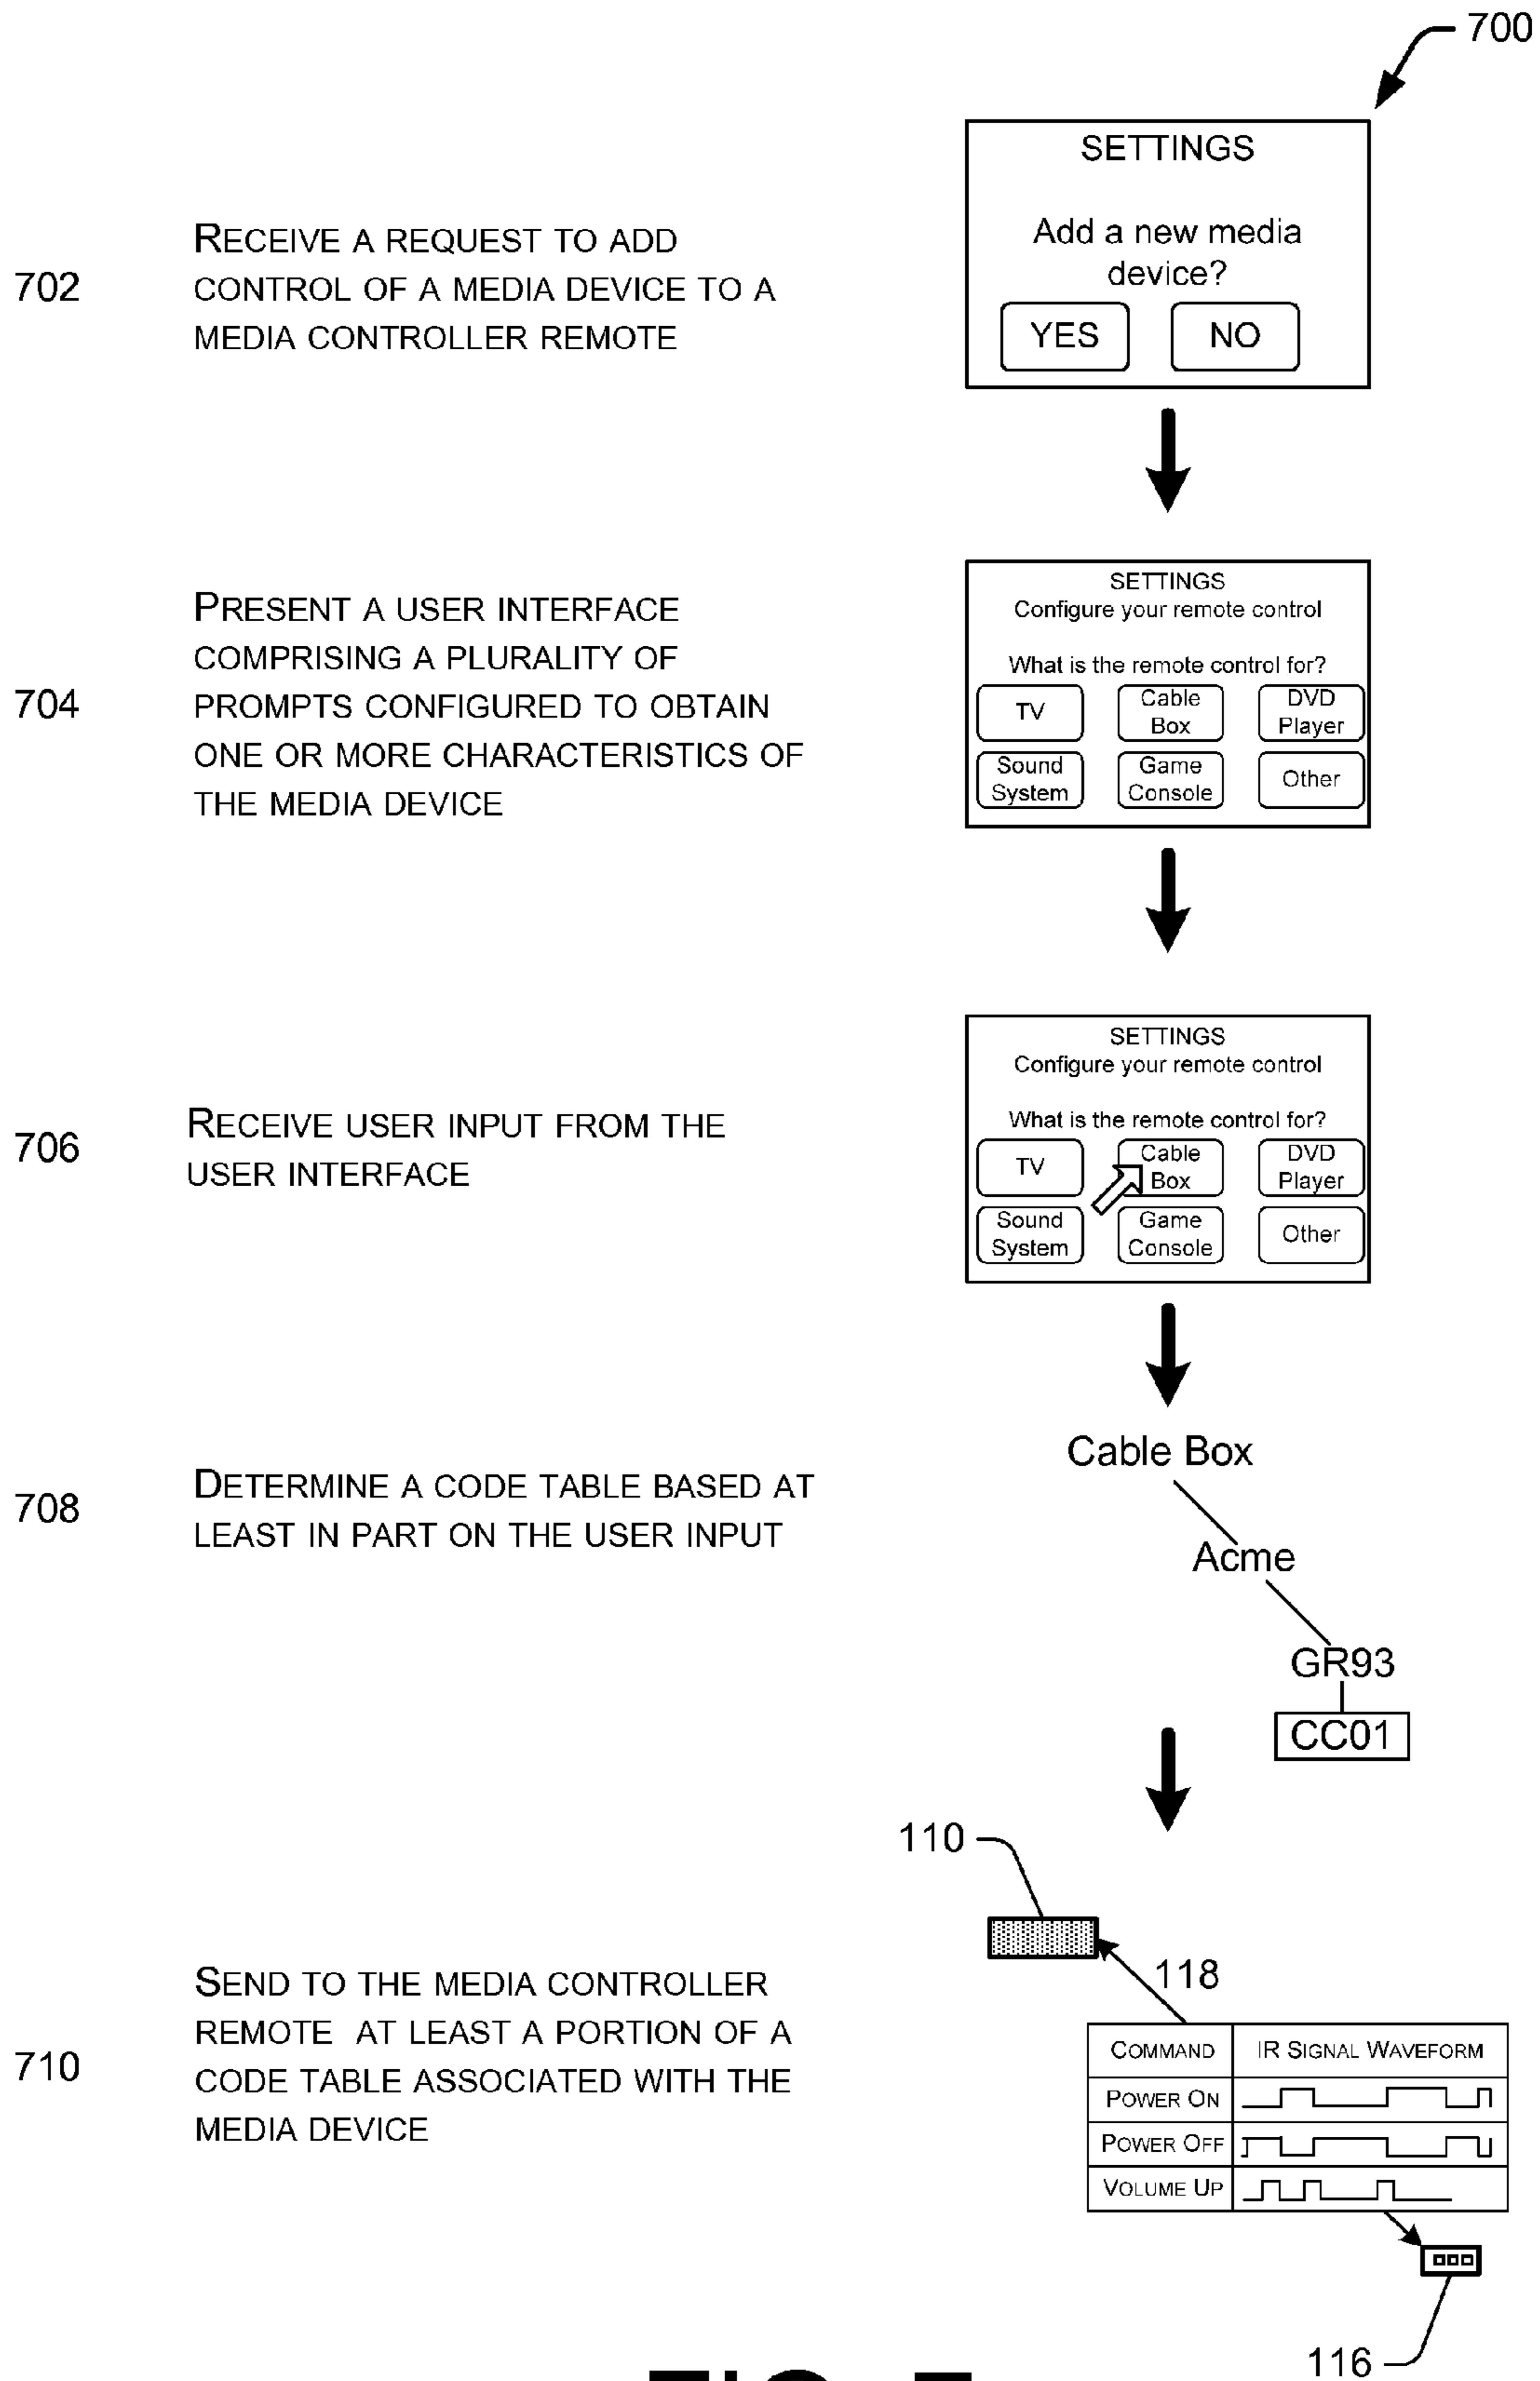 700
702
RECEIVE A REQUEST TO ADD
CONTROL OF A MEDIA DEVICE TO A
MEDIA CONTROLLER REMOTE
SETTINGS
Add a new media
device?
YES NO
704
PRESENT A USER INTERFACE
COMPRISING A PLURALITY OF
PROMPTS CONFIGURED TO OBTAIN
ONE OR MORE CHARACTERISTICS OF
THE MEDIA DEVICE
SETTINGS
Configure your remote control
What is the remote control for?
TV
Cable
Box
DVD
Player
Sound
System
Game
Console
Other
706
RECEIVE USER INPUT FROM THE
USER INTERFACE
SETTINGS
Configure your remote control
What is the remote control for?
TV
Cable
Box
DVD
Player
Sound
System
Game
Console
Other
708
DETERMINE A CODE TABLE BASED AT
LEAST IN PART ON THE USER INPUT
Cable Box
Acme
GR93
CC01
710
SEND TO THE MEDIA CONTROLLER
REMOTE AT LEAST A PORTION OF A
CODE TABLE ASSOCIATED WITH THE
MEDIA DEVICE
110
118
COMMAND IR SIGNAL WAVEFORM
POWER ON
POWER OFF
VOLUME UP
116